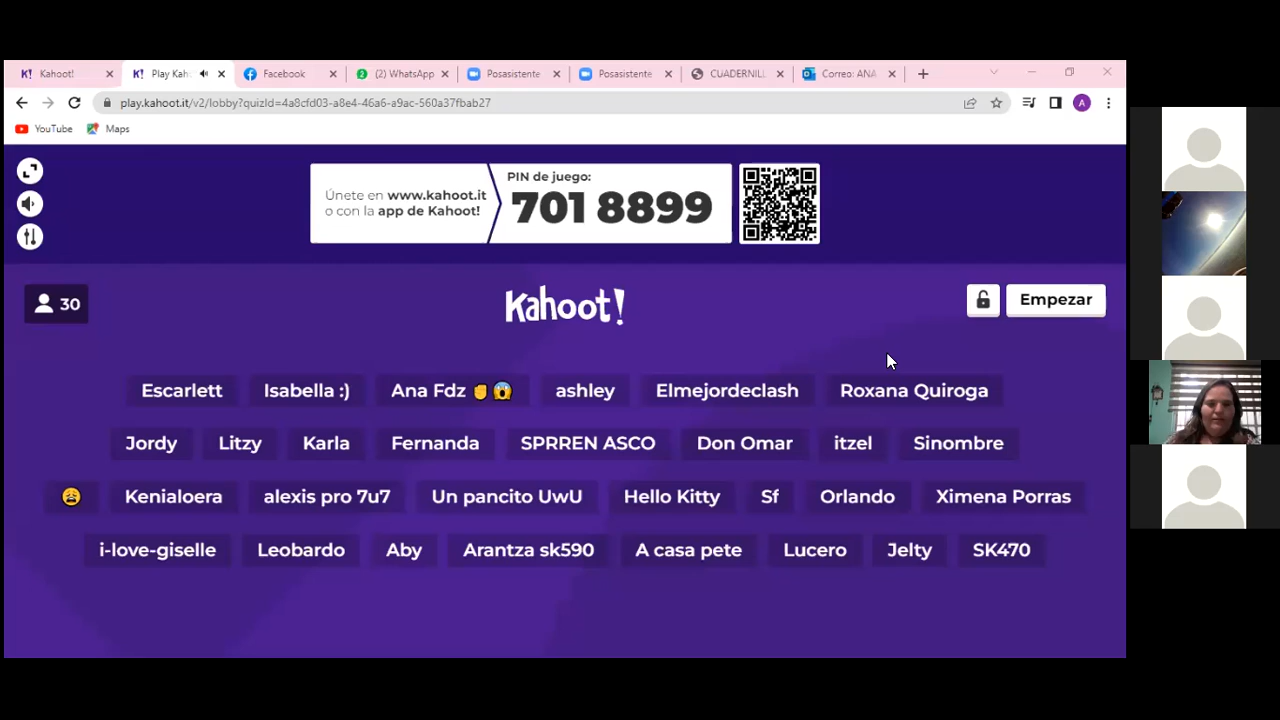 Kahoot!
Play Kah
Facebook
(2) WhatsApp
Posasistente
Posasistente
CUADERNILL
Correo: ANA
play.kahoot.it/v2/lobby?quizId=4a8cfd03-a8e4-46a6-a9ac-560a37fbab27
A
YouTube
Maps
Únete en www.kahoot.it
o con la app de Kahoot!
PIN de juego:
701 8899
30
Kahoot!
Empezar
Escarlett Isabella :) Ana Fdz ✊😱 ashley Elmejordeclash Roxana Quiroga
Jordy Litzy Karla Fernanda SPRREN ASCO Don Omar itzel Sinombre
😩 Kenialoera alexis pro 7u7 Un pancito UwU Hello Kitty Sf Orlando Ximena Porras
i-love-giselle Leobardo Aby Arantza sk590 A casa pete Lucero Jelty SK470